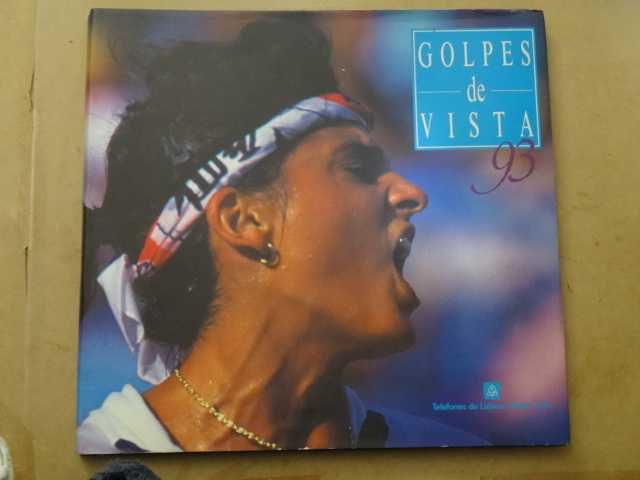 GOLPES
de
VISTA
93
Telefones de Lisboa